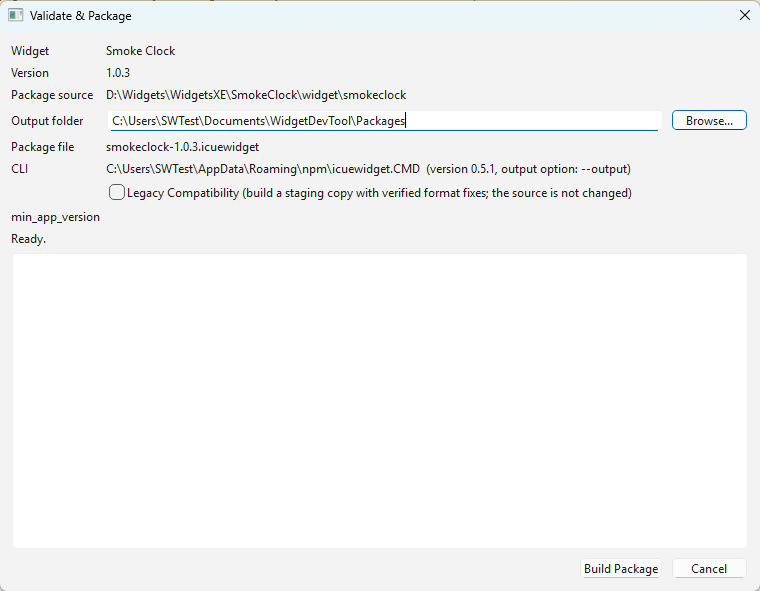 Validate & Package
Widget Smoke Clock
Version 1.0.3
Package source D:\Widgets\WidgetsXE\SmokeClock\widget\smokeclock
Output folder C:\Users\SWTest\Documents\WidgetDevTool\Packages Browse...
Package file smokeclock-1.0.3.icuewidget
CLI C:\Users\SWTest\AppData\Roaming\npm\icuewidget.CMD (version 0.5.1, output option: --output)
Legacy Compatibility (build a staging copy with verified format fixes; the source is not changed)
min_app_version
Ready.
Build Package Cancel